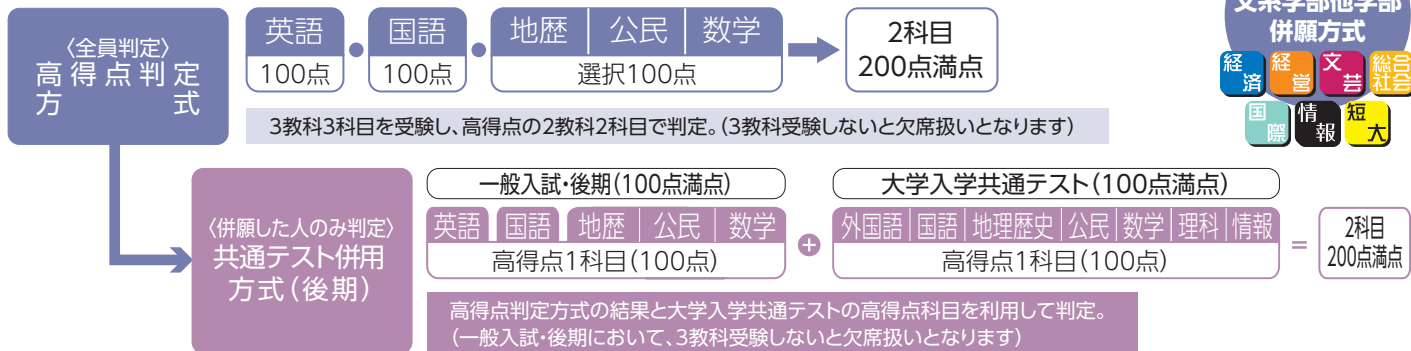 〈全員判定〉
高得点判定
方式
英語
100点
国語
100点
地歴 公民 数学
選択100点
2科目
200点満点
3教科3科目を受験し、高得点の2教科2科目で判定。(3教科受験しないと欠席扱いとなります)
文系学部他学部
併願方式
経済 経営 文芸 総合社会
国際 情報 短大
〈併願した人のみ判定〉
共通テスト併用
方式(後期)
一般入試・後期(100点満点)
英語 国語 地歴 公民 数学
高得点1科目(100点)
+
大学入学共通テスト(100点満点)
外国語 国語 地理歴史 公民 数学 理科 情報
高得点1科目(100点)
=
2科目
200点満点
高得点判定方式の結果と大学入学共通テストの高得点科目を利用して判定。
(一般入試・後期において、3教科受験しないと欠席扱いとなります)